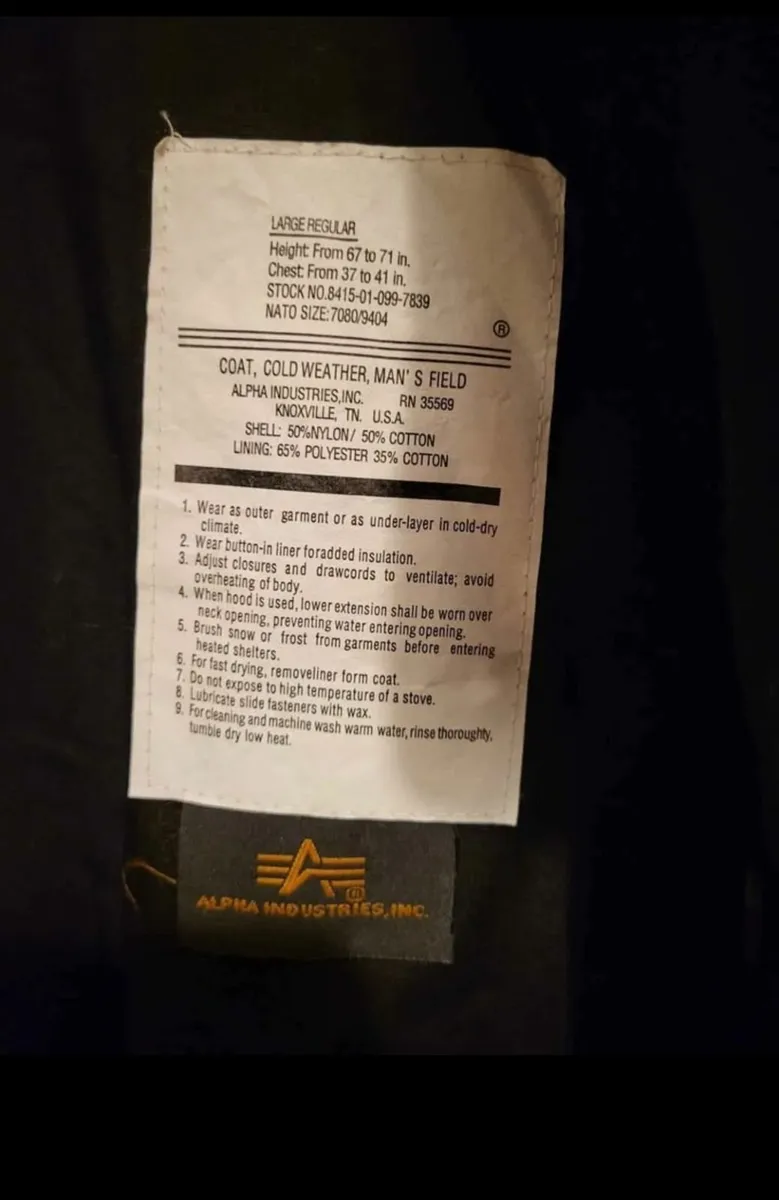 LARGE REGULAR
Height: From 67 to 71 in.
Chest: From 37 to 41 in.
STOCK NO.8415-01-099-7839
NATO SIZE:7080/9404
®
COAT, COLD WEATHER, MAN' S FIELD
ALPHA INDUSTRIES,INC. RN 35569
KNOXVILLE, TN. U.S.A.
SHELL: 50%NYLON/ 50% COTTON
LINING: 65% POLYESTER 35% COTTON
1. Wear as outer garment or as under-layer in cold-dry
climate.
2. Wear button-in liner foradded insulation.
3. Adjust closures and drawcords to ventilate; avoid
overheating of body.
4. When hood is used, lower extension shall be worn over
neck opening, preventing water entering opening.
5. Brush snow or frost from garments before entering
heated shelters.
6. For fast drying, removeliner form coat.
7. Do not expose to high temperature of a stove.
8. Lubricate slide fasteners with wax.
9. For cleaning and machine wash warm water, rinse thoroughly,
tumble dry low heat.
®
ALPHA INDUSTRIES,INC.